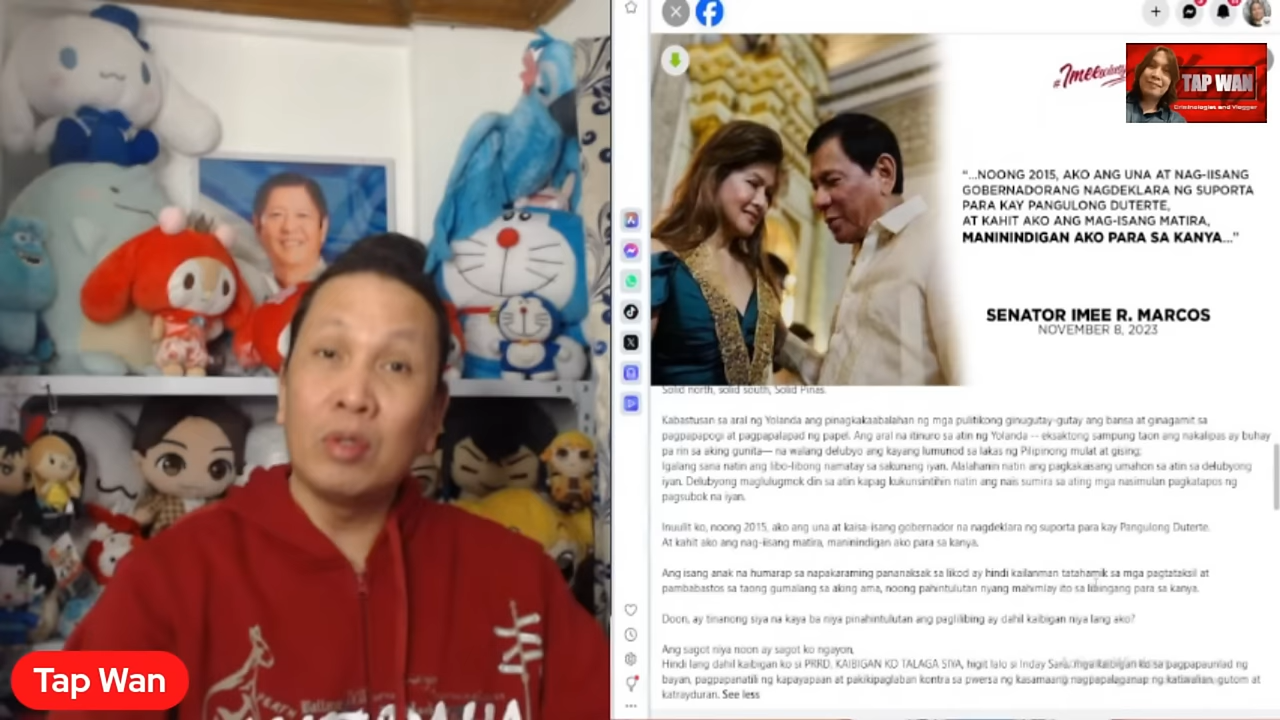 #Imee
TAP WAN
Criminologist and Vlogger
"...NOONG 2015, AKO ANG UNA AT NAG-IISANG
GOBERNADORANG NAGDEKLARA NG SUPORTA
PARA KAY PANGULONG DUTERTE,
AT KAHIT AKO ANG MAG-ISANG MATIRA,
MANININDIGAN AKO PARA SA KANYA..."
SENATOR IMEE R. MARCOS
NOVEMBER 8, 2023
Solid north, solid south, Solid Pinas.
Kabastusan sa aral ng Yolanda ang pinagkakaabalahan ng mga pulitikong ginugutay-gutay ang bansa at ginagamit sa
pagpapapogi at pagpapalapad ng papel. Ang aral na itinuro sa atin ng Yolanda -- eksaktong sampung taon ang nakalipas ay buhay
pa rin sa aking gunita— na walang delubyo ang kayang lumunod sa lakas ng Pilipinong mulat at gising;
Igalang sana natin ang libo-libong namatay sa sakunang iyan. Alalahanin natin ang pagkakaisang umahon sa atin sa delubyong
iyan. Delubyong maglulugmok din sa atin kapag kukunsintihin natin ang nais sumira sa ating mga nasimulan pagkatapos ng
pagsubok na iyan.
Inuulit ko, noong 2015, ako ang una at kaisa-isang gobernador na nagdeklara ng suporta para kay Pangulong Duterte.
At kahit ako ang nag-iisang matira, maninindigan ako para sa kanya.
Ang isang anak na humarap sa napakaraming pananaksak sa likod ay hindi kailanman tatahamik sa mga pagtataksil at
pambabastos sa taong gumalang sa aking ama, noong pahintulutan nyang mahimlay ito sa libingang para sa kanya.
Doon, ay tinanong siya na kaya ba niya pinahintulutan ang paglilibing ay dahil kaibigan niya lang ako?
Ang sagot niya noon ay sagot ko ngayon,
Hindi lang dahil kaibigan ko si PRRD, KAIBIGAN KO TALAGA SIYA, higit lalo si Inday Sara, mga kaibigan ko sa pagpapaunlad ng
bayan, pagpapanatili ng kapayapaan at pakikipaglaban kontra sa pwersa ng kasamaang nagpapalaganap ng katiwalian, gutom at
katrayduran. See less
Tap Wan